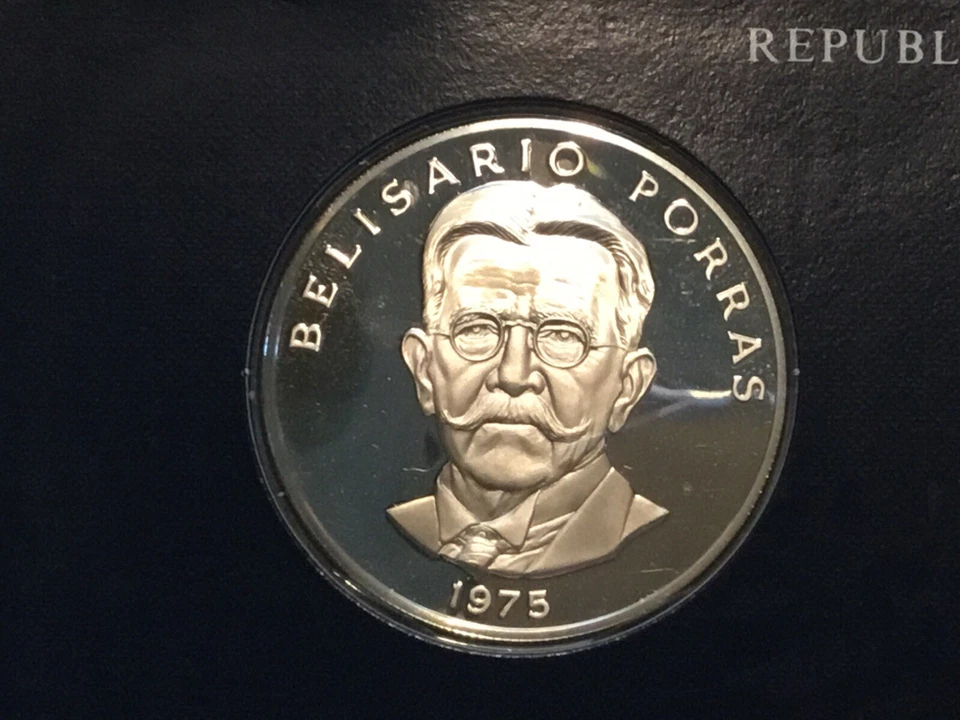 REPUBL
BELISARIO PORRAS
1975